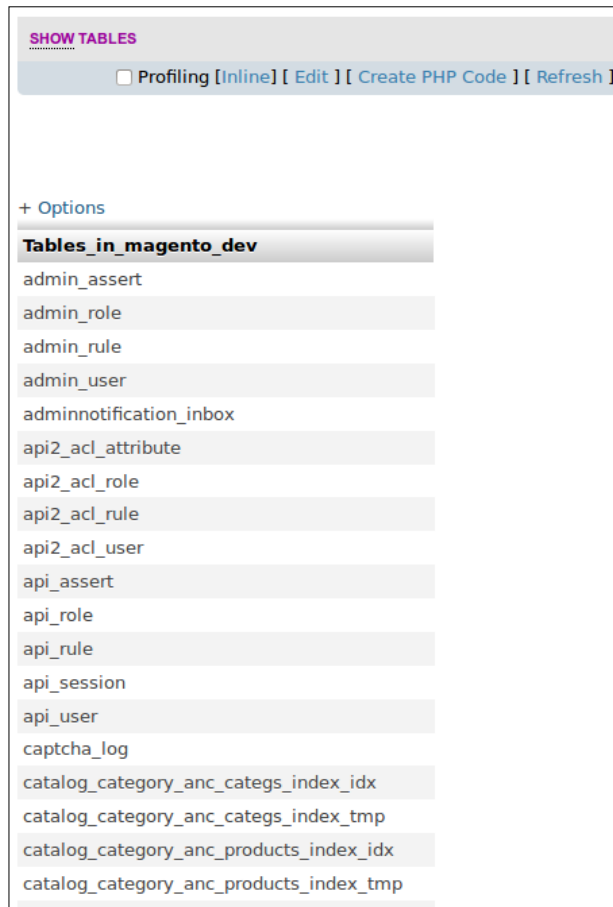 SHOW TABLES
Profiling [Inline] [ Edit ] [ Create PHP Code ] [ Refresh ]
+ Options
Tables_in_magento_dev
admin_assert
admin_role
admin_rule
admin_user
adminnotification_inbox
api2_acl_attribute
api2_acl_role
api2_acl_rule
api2_acl_user
api_assert
api_role
api_rule
api_session
api_user
captcha_log
catalog_category_anc_categs_index_idx
catalog_category_anc_categs_index_tmp
catalog_category_anc_products_index_idx
catalog_category_anc_products_index_tmp